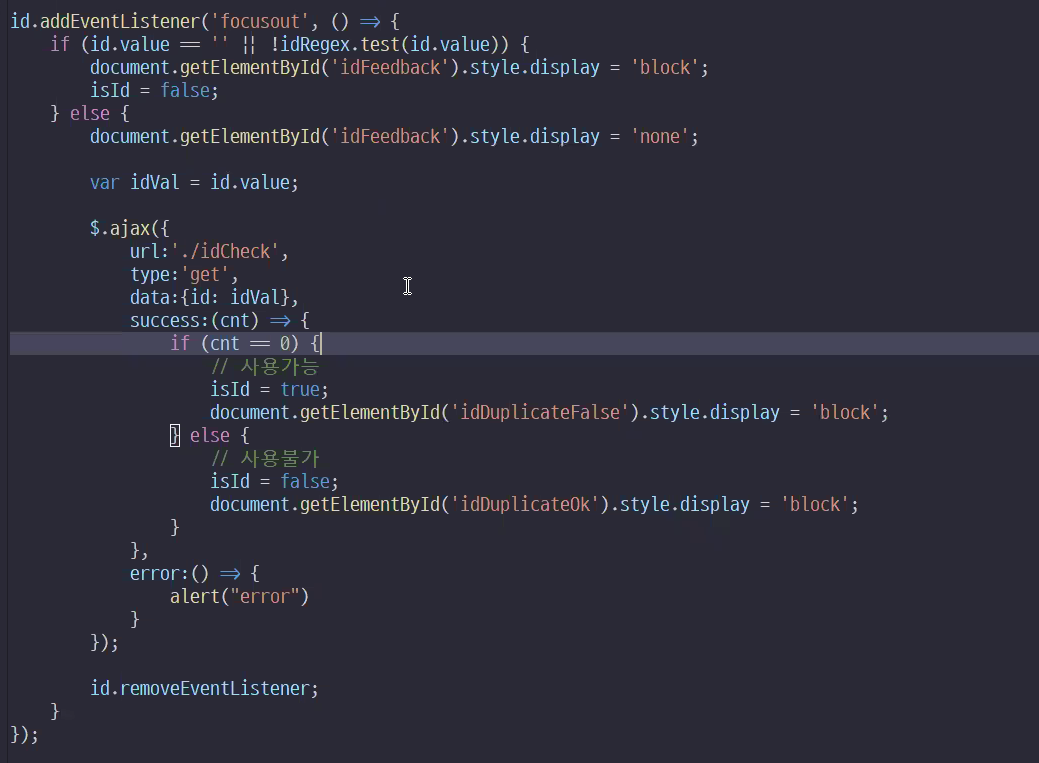 id.addEventListener('focusout', () => {
    if (id.value == '' || !idRegex.test(id.value)) {
        document.getElementById('idFeedback').style.display = 'block';
        isId = false;
    } else {
        document.getElementById('idFeedback').style.display = 'none';
        var idVal = id.value;
        $.ajax({
            url:'./idCheck',
            type:'get',
            data:{id: idVal},
            success:(cnt) => {
                if (cnt == 0) {
                    // 사용가능
                    isId = true;
                    document.getElementById('idDuplicateFalse').style.display = 'block';
                } else {
                    // 사용불가
                    isId = false;
                    document.getElementById('idDuplicateOk').style.display = 'block';
                }
            },
            error:() => {
                alert("error")
            }
        });
        id.removeEventListener;
    }
});